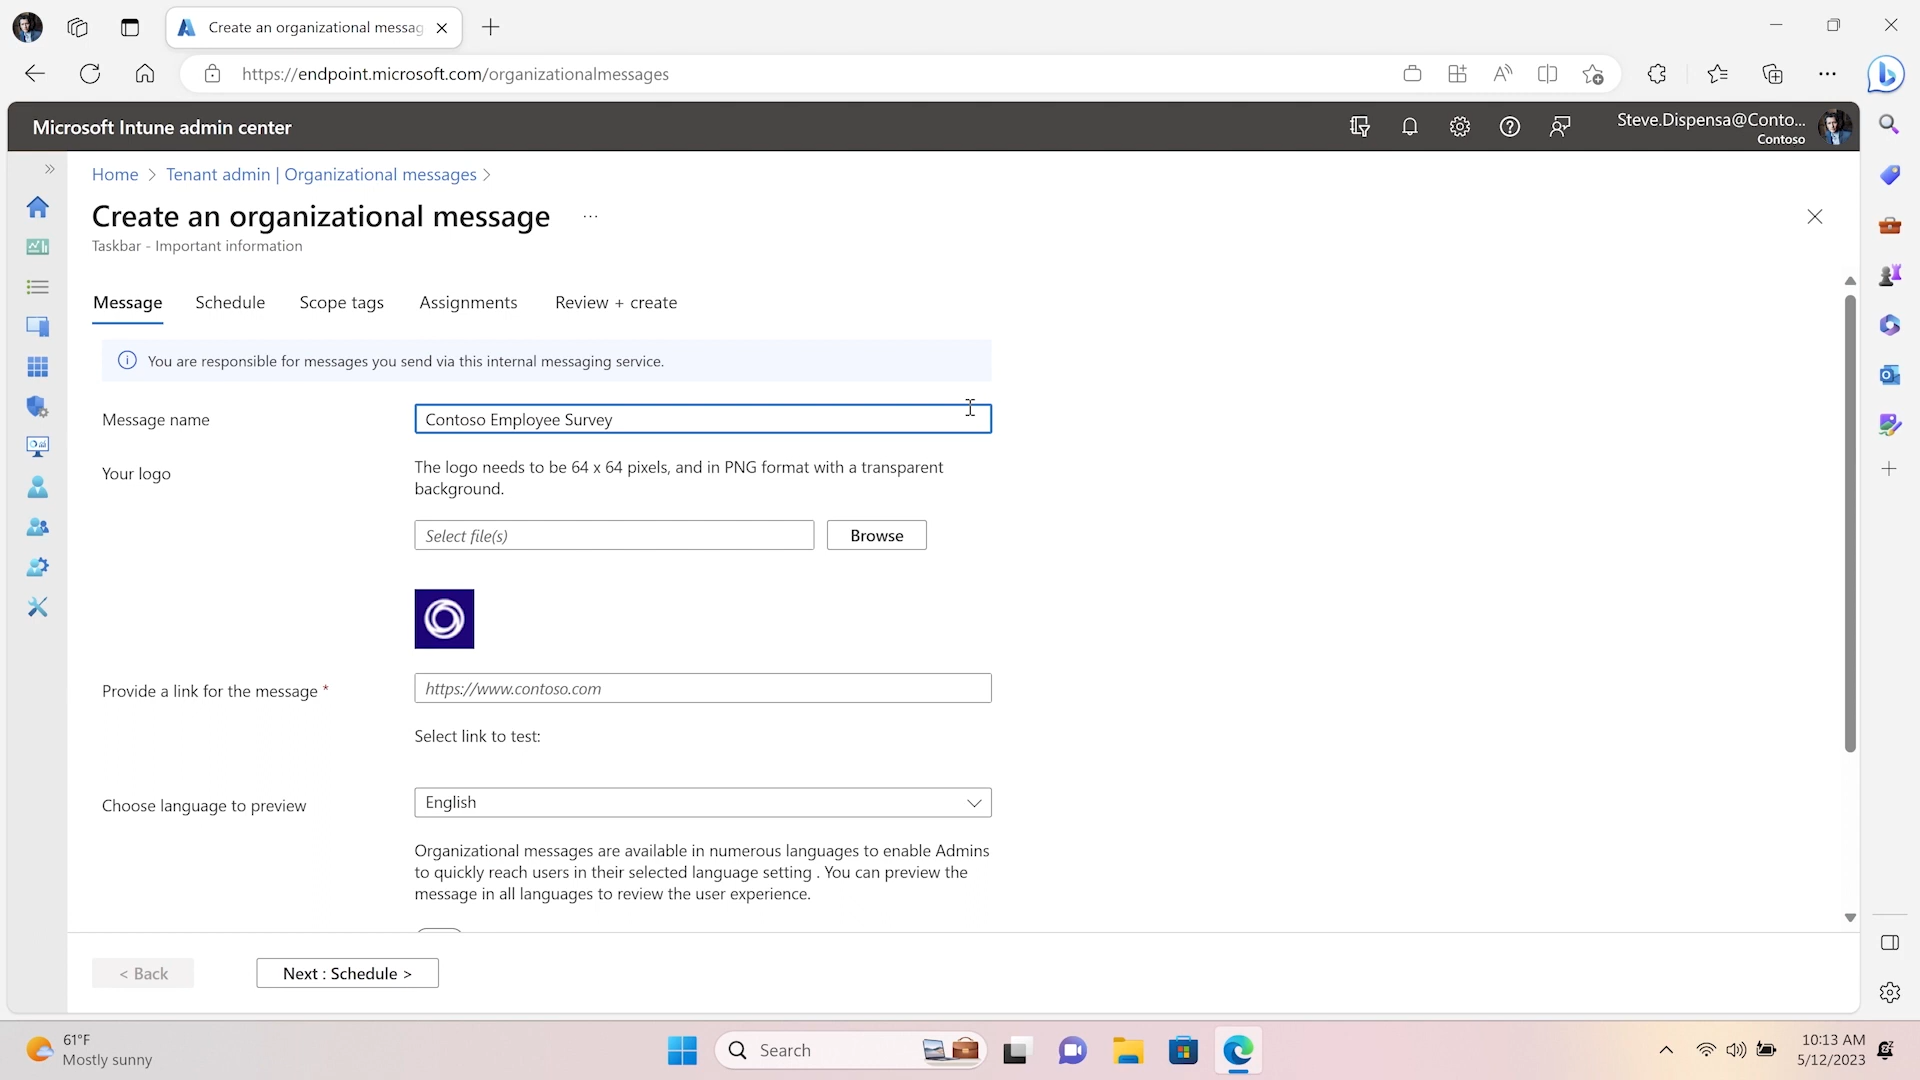 Create an organizational messag
https://endpoint.microsoft.com/organizationalmessages
Microsoft Intune admin center
Steve.Dispensa@Conto...
Contoso
Home > Tenant admin | Organizational messages >
Create an organizational message ...
Taskbar - Important information
Message Schedule Scope tags Assignments Review + create
You are responsible for messages you send via this internal messaging service.
Message name
Contoso Employee Survey
Your logo
The logo needs to be 64 x 64 pixels, and in PNG format with a transparent
background.
Select file(s)
Browse
Provide a link for the message *
https://www.contoso.com
Select link to test:
Choose language to preview
English
Organizational messages are available in numerous languages to enable Admins
to quickly reach users in their selected language setting . You can preview the
message in all languages to review the user experience.
< Back
Next : Schedule >
61°F
Mostly sunny
Search
10:13 AM
5/12/2023